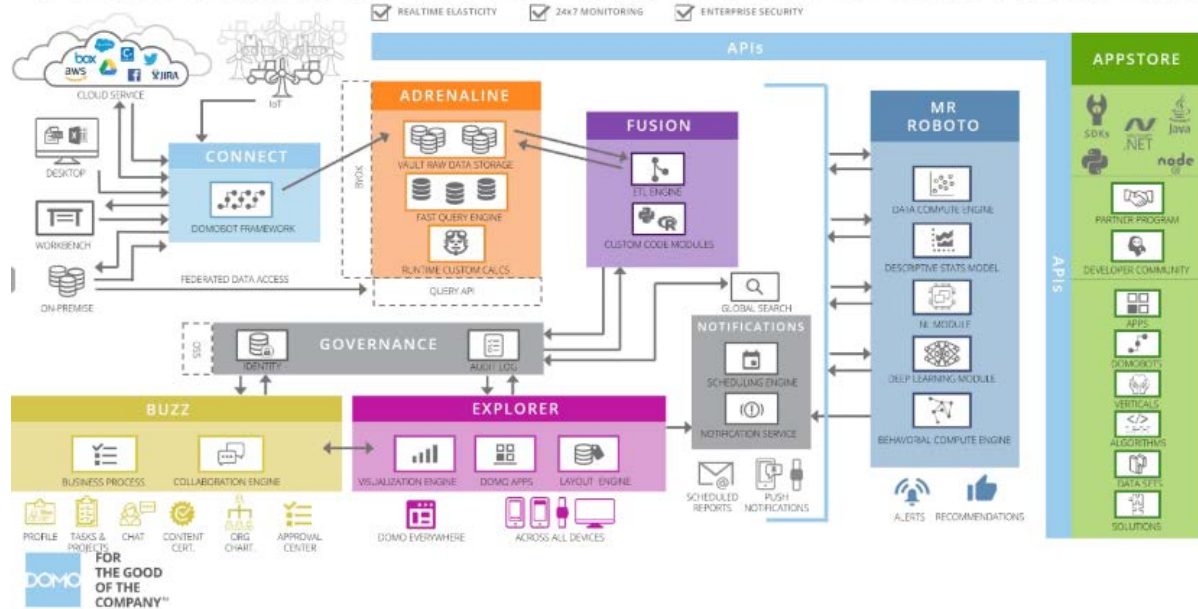 REALTIME ELASTICITY
24x7 MONITORING
ENTERPRISE SECURITY
APIs
APPSTORE
box
aws
JIRA
CLOUD SERVICE
IoT
DESKTOP
WORKBENCH
ON-PREMISE
CONNECT
DOMOBOT FRAMEWORK
FEDERATED DATA ACCESS
BYOK
ADRENALINE
VAULT RAW DATA STORAGE
FAST QUERY ENGINE
RUNTIME CUSTOM CALCS
QUERY API
FUSION
ETL ENGINE
CUSTOM CODE MODULES
GLOBAL SEARCH
SSO
GOVERNANCE
IDENTITY
AUDIT LOG
NOTIFICATIONS
SCHEDULING ENGINE
NOTIFICATION SERVICE
SCHEDULED
REPORTS
PUSH
NOTIFICATIONS
MR
ROBOTO
DATA COMPUTE ENGINE
DESCRIPTIVE STATS MODEL
NL MODULE
DEEP LEARNING MODULE
BEHAVORIAL COMPUTE ENGINE
ALERTS
RECOMMENDATIONS
APIs
SDKs
.NET
Java
node
PARTNER PROGRAM
DEVELOPER COMMUNITY
APPS
DOMOBOTS
VERTICALS
ALGORITHMS
DATA SETS
SOLUTIONS
BUZZ
BUSINESS PROCESS
COLLABORATION ENGINE
PROFILE
TASKS &
PROJECTS
CHAT
CONTENT
CERT.
ORG
CHART.
APPROVAL
CENTER
EXPLORER
VISUALIZATION ENGINE
DOMO APPS
LAYOUT ENGINE
DOMO EVERYWHERE
ACROSS ALL DEVICES
DOMO
FOR
THE GOOD
OF THE
COMPANY™